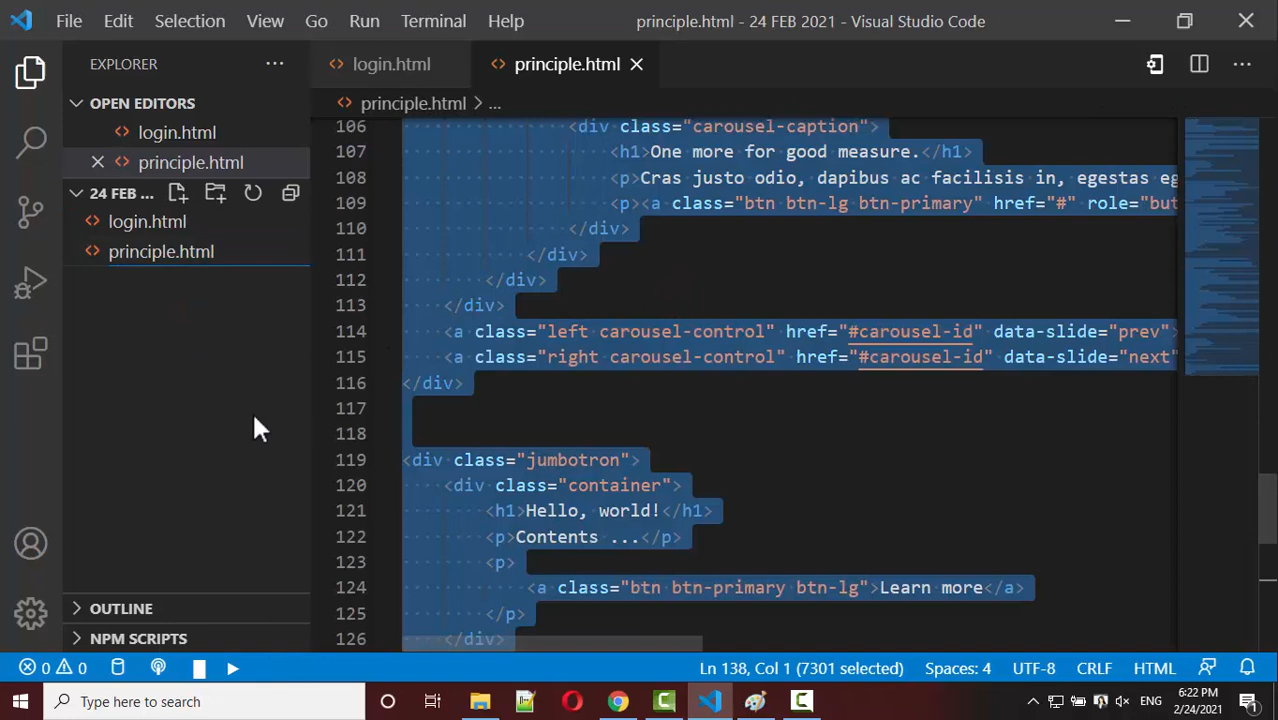 File Edit Selection View Go Run Terminal Help principle.html - 24 FEB 2021 - Visual Studio Code
EXPLORER
login.html principle.html
OPEN EDITORS
principle.html ...
login.html
principle.html
24 FEB ...
login.html
principle.html
106 <div class="carousel-caption">
107 <h1>One more for good measure.</h1>
108 <p>Cras justo odio, dapibus ac facilisis in, egestas eg
109 <p><a class="btn btn-lg btn-primary" href="#" role="but
110 </div>
111 </div>
112 </div>
113 </div>
114 <a class="left carousel-control" href="#carousel-id" data-slide="prev">
115 <a class="right carousel-control" href="#carousel-id" data-slide="next"
116 </div>
117
118
119 <div class="jumbotron">
120 <div class="container">
121 <h1>Hello, world!</h1>
122 <p>Contents ...</p>
123 <p>
124 <a class="btn btn-primary btn-lg">Learn more</a>
125 </p>
126 </div>
OUTLINE
NPM SCRIPTS
0 0 Ln 138, Col 1 (7301 selected) Spaces: 4 UTF-8 CRLF HTML
Type here to search
ENG
6:22 PM
2/24/2021
1